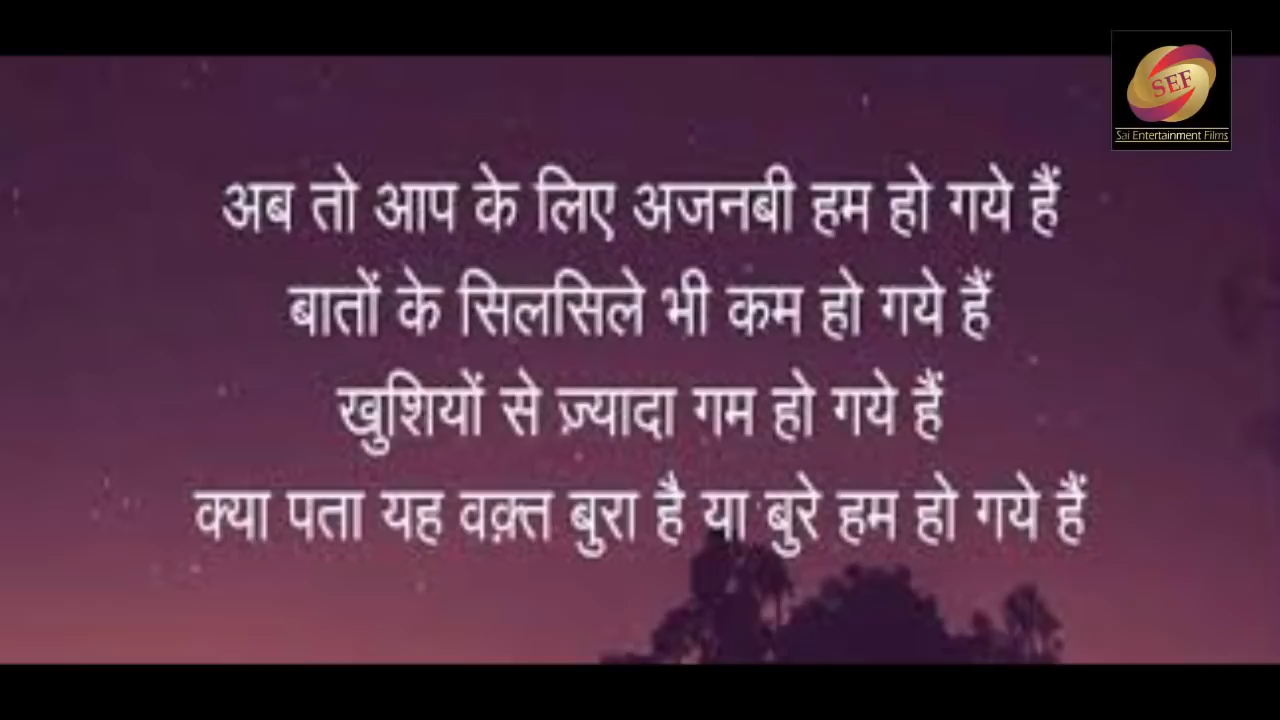 SEF
Sai Entertainment Films
अब तो आप के लिए अजनबी हम हो गये हैं
बातों के सिलसिले भी कम हो गये हैं
खुशियों से ज़्यादा गम हो गये हैं
क्या पता यह वक़्त बुरा है या बुरे हम हो गये हैं